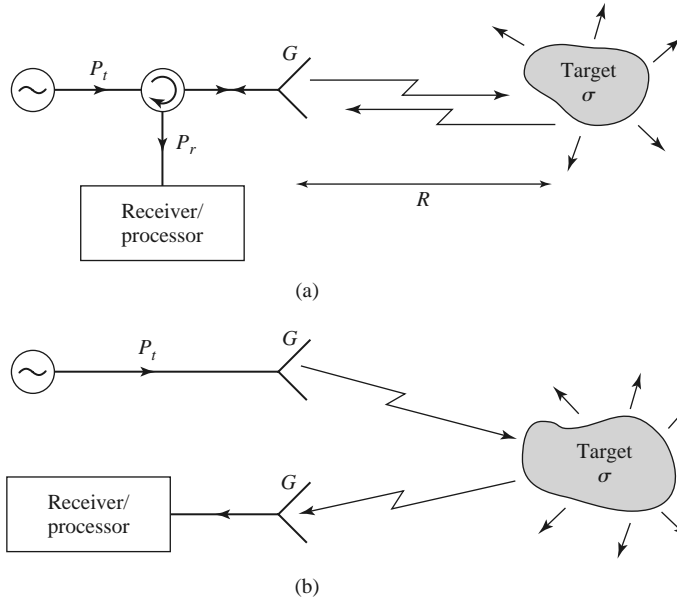 G
P_t
Target
σ
P_r
R
Receiver/
processor
(a)
G
P_t
Target
σ
G
Receiver/
processor
(b)